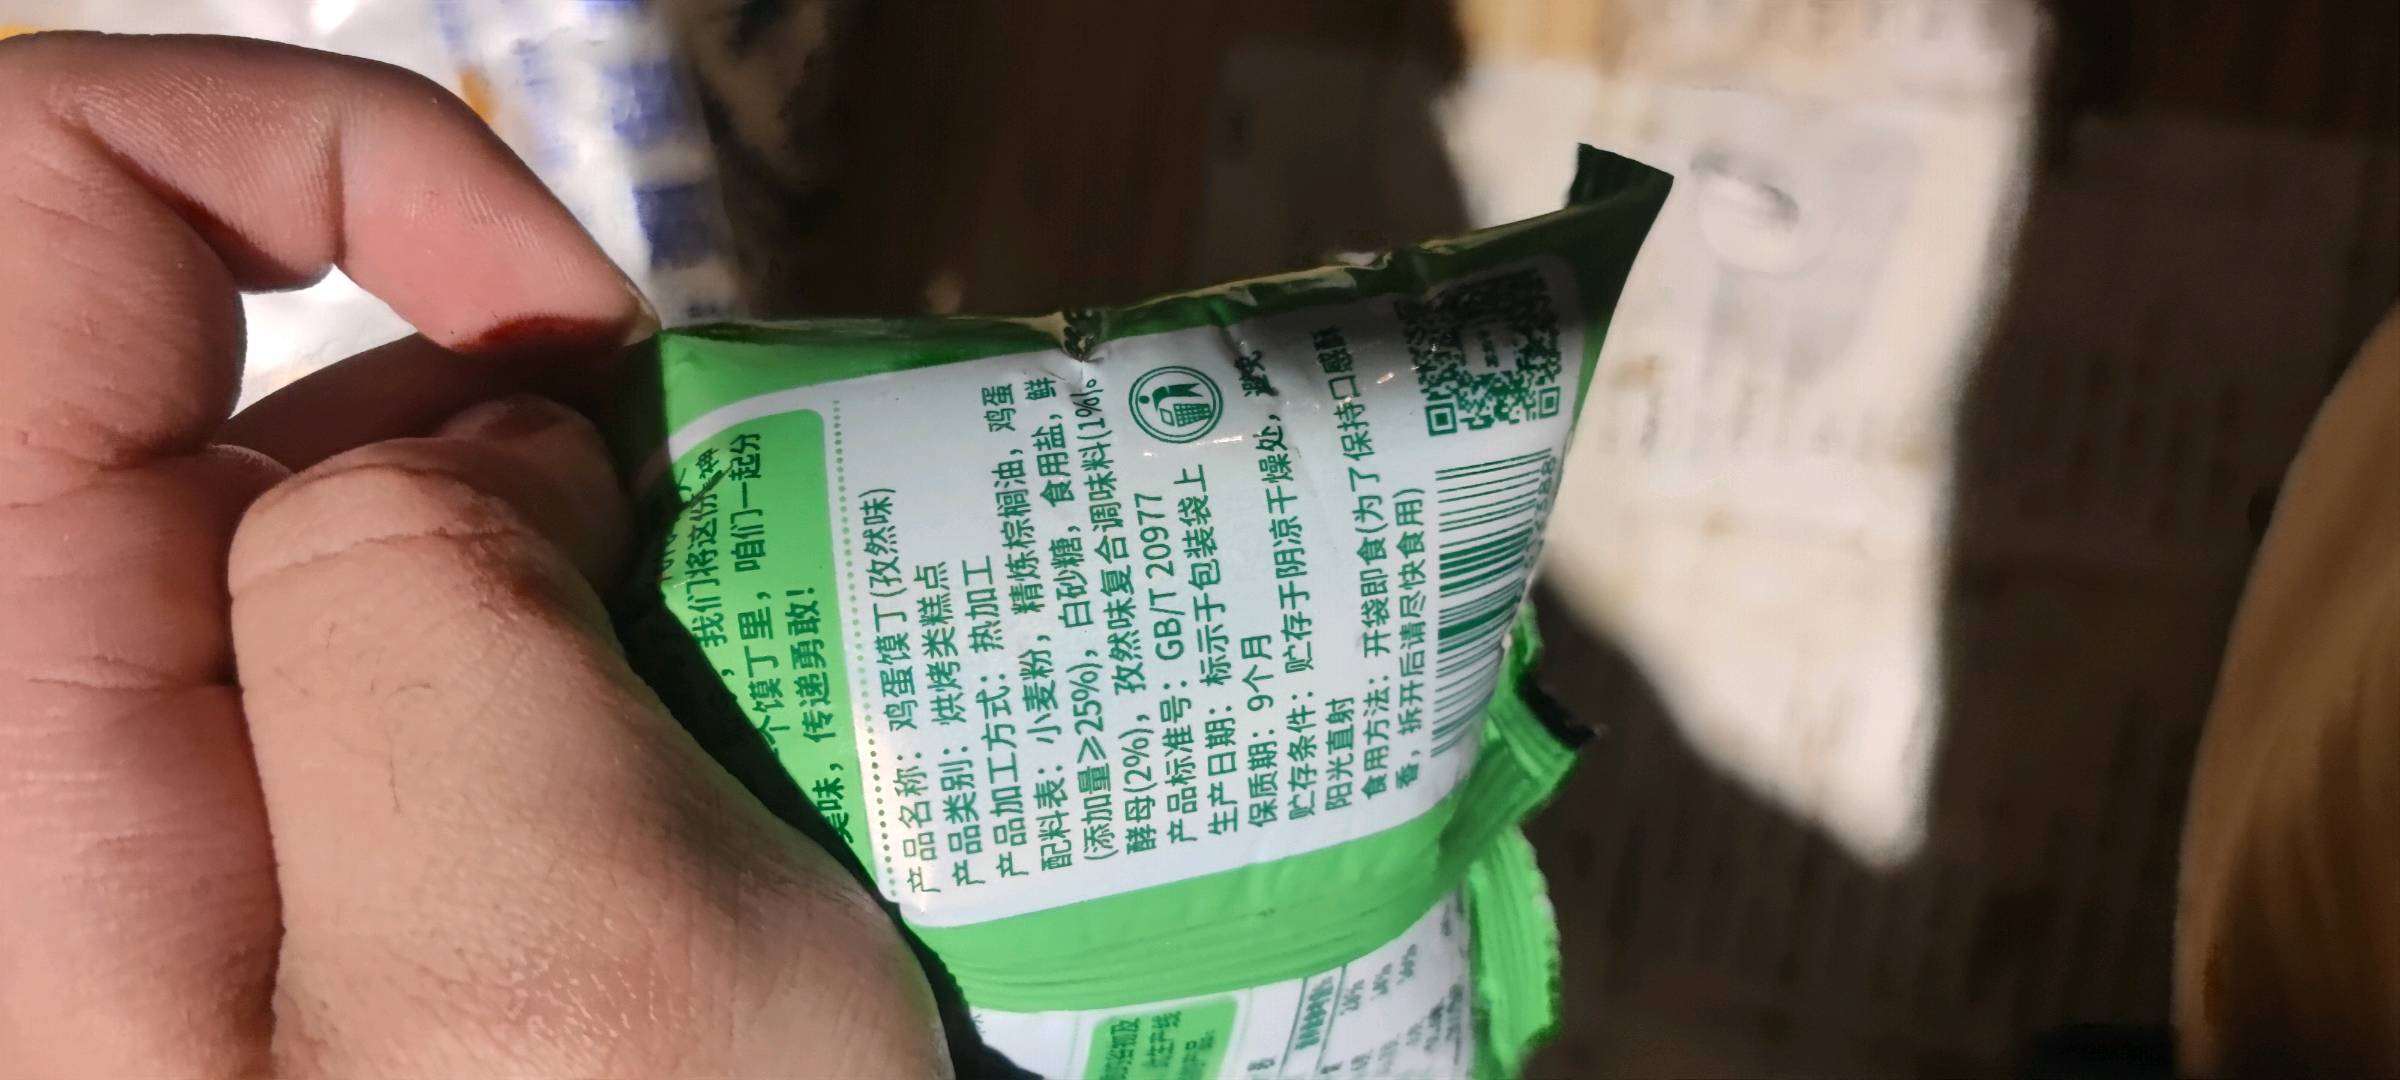 ，我们将这份
个馍丁里，咱们一起分
美味，传递勇敢！
产品名称：鸡蛋馍丁(孜然味)
产品类别：烘烤类糕点
产品加工方式：热加工
配料表：小麦粉，精炼棕榈油，鸡蛋
(添加量≥25%)，白砂糖，食用盐，鲜
酵母(2%)，孜然味复合调味料(1%)
产品标准号：GB/T 20977
生产日期：标示于包装袋上
保质期：9个月
贮存条件：贮存于阴凉干燥处，避免
阳光直射
食用方法：开袋即食(为了保持口感酥
香，拆开后请尽快食用)